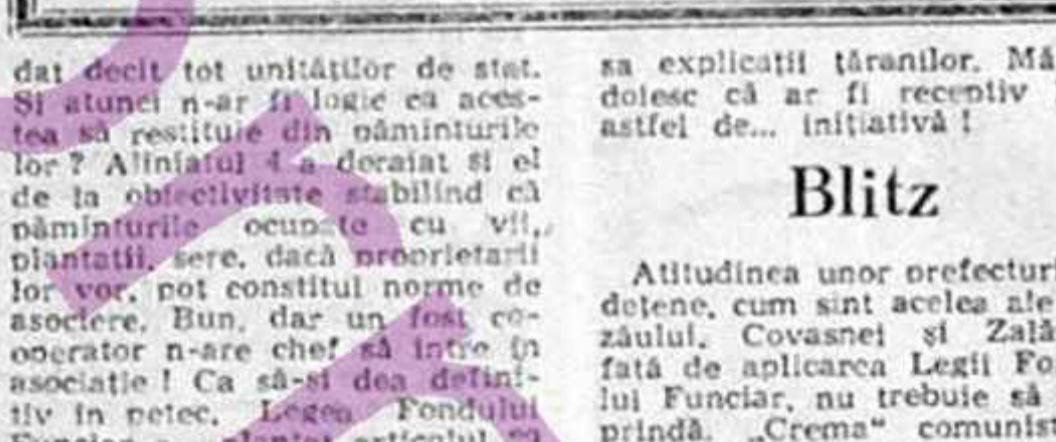 dat decît tot unităților de stat.
Și atunci n-ar fi logic ca aces-
tea să restituie din pămînturile
lor ? Aliniatul 4 a deraiat și el
de la obiectivitate stabilind că
pămînturile ocupate cu vii,
plantații, sere, dacă proprietarii
lor vor, pot constitui norme de
asociere. Bun, dar un fost co-
operator n-are chef să intre în
asociație ! Ca să-și dea defini-
tiv în petec, Legea Fondului
Funciar articolul
sa explicații țăranilor. Mă
doiesc că ar fi receptiv
astfel de... inițiativă !
Blitz
Atitudinea unor prefecturi
dețene, cum sînt acelea ale
zăului, Covasnei și Zală
față de aplicarea Legii Fo
lui Funciar, nu trebuie să
prindă. „Crema“ comunist